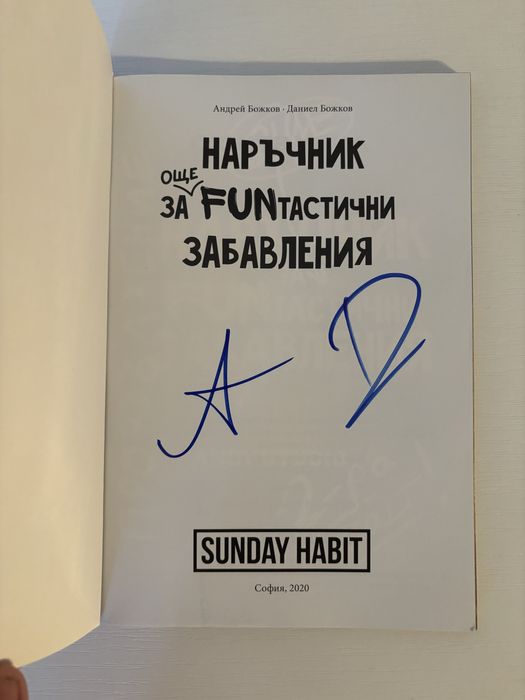 Андрей Божков · Даниел Божков
НАРЪЧНИК
ОЩЕ
ЗА FUNТАСТИЧНИ
ЗАБАВЛЕНИЯ
A D
SUNDAY HABIT
София, 2020